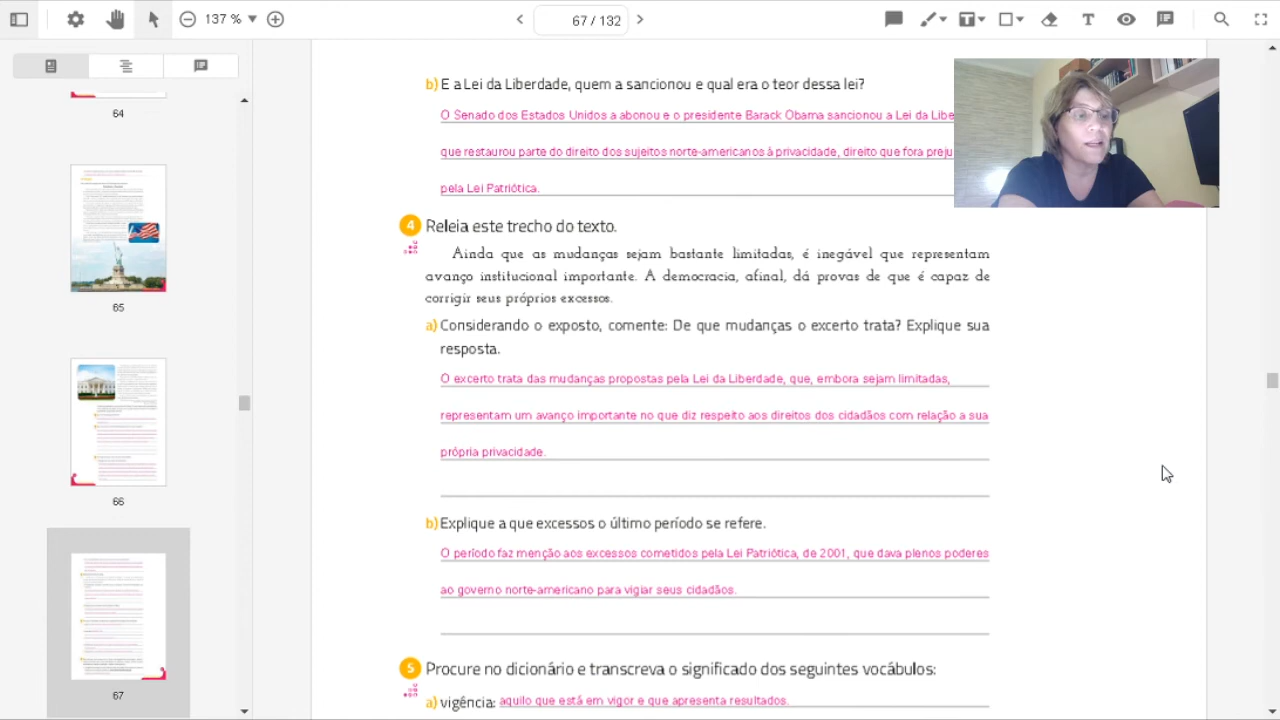 137 %
67 / 132
64
65
66
67
b) E a Lei da Liberdade, quem a sancionou e qual era o teor dessa lei?
O Senado dos Estados Unidos a abonou e o presidente Barack Obama sancionou a Lei da Libe
que restaurou parte do direito dos sujeitos norte-americanos à privacidade, direito que fora preju
pela Lei Patriótica.
4 Releia este trecho do texto.
Ainda que as mudanças sejam bastante limitadas, é inegável que representam
avanço institucional importante. A democracia, afinal, dá provas de que é capaz de
corrigir seus próprios excessos.
a) Considerando o exposto, comente: De que mudanças o excerto trata? Explique sua
resposta.
O excerto trata das mudanças propostas pela Lei da Liberdade, que, embora sejam limitadas,
representam um avanço importante no que diz respeito aos direitos dos cidadãos com relação a sua
própria privacidade.
b) Explique a que excessos o último período se refere.
O período faz menção aos excessos cometidos pela Lei Patriótica, de 2001, que dava plenos poderes
ao governo norte-americano para vigiar seus cidadãos.
5 Procure no dicionário e transcreva o significado dos seguintes vocábulos:
a) vigência: aquilo que está em vigor e que apresenta resultados.